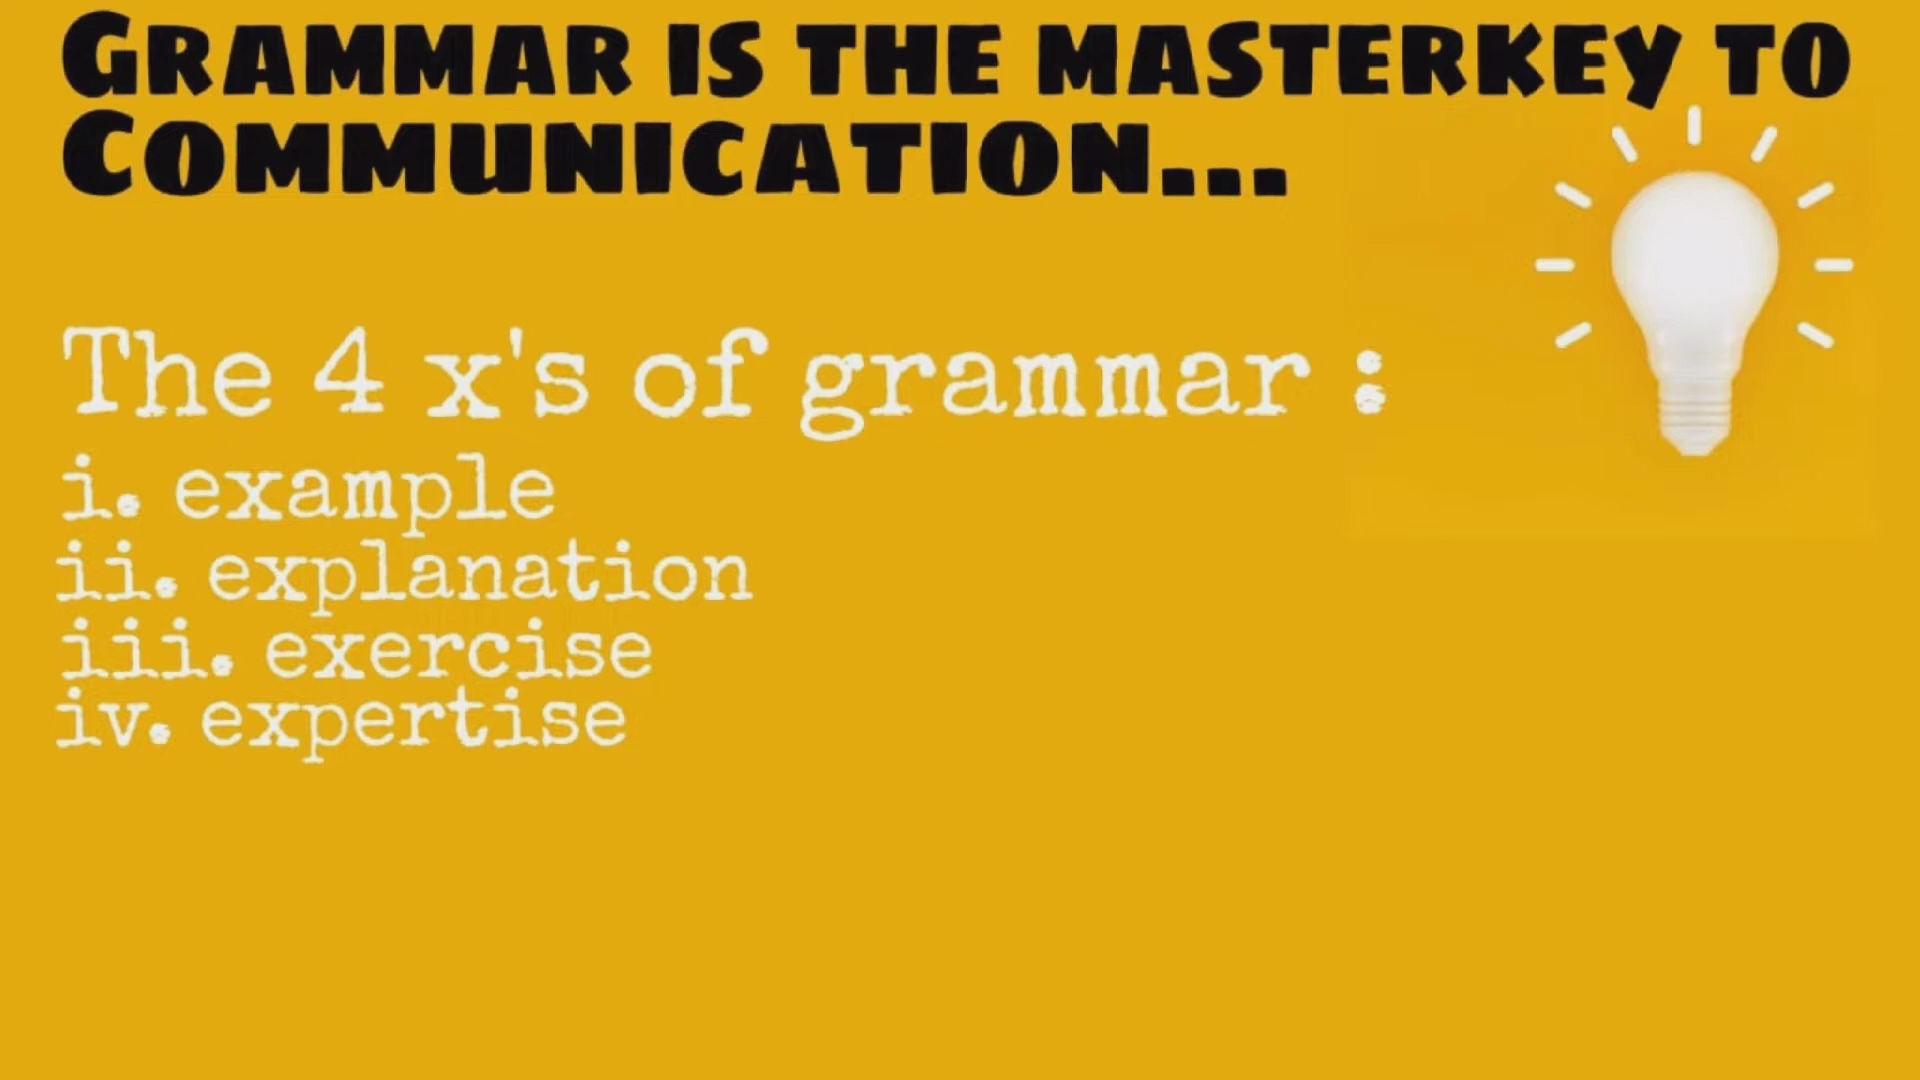 Grammar is the masterkey to
Communication...
The 4 x's of grammar :
i. example
ii. explanation
iii. exercise
iv. expertise